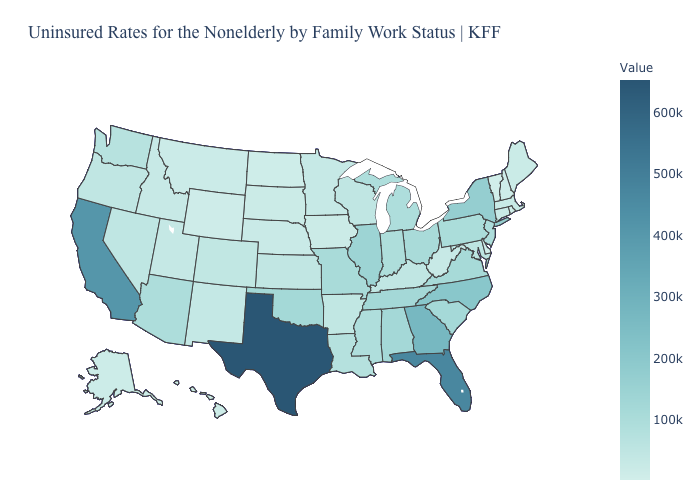 Uninsured Rates for the Nonelderly by Family Work Status | KFF
Value
600k
500k
400k
300k
200k
100k